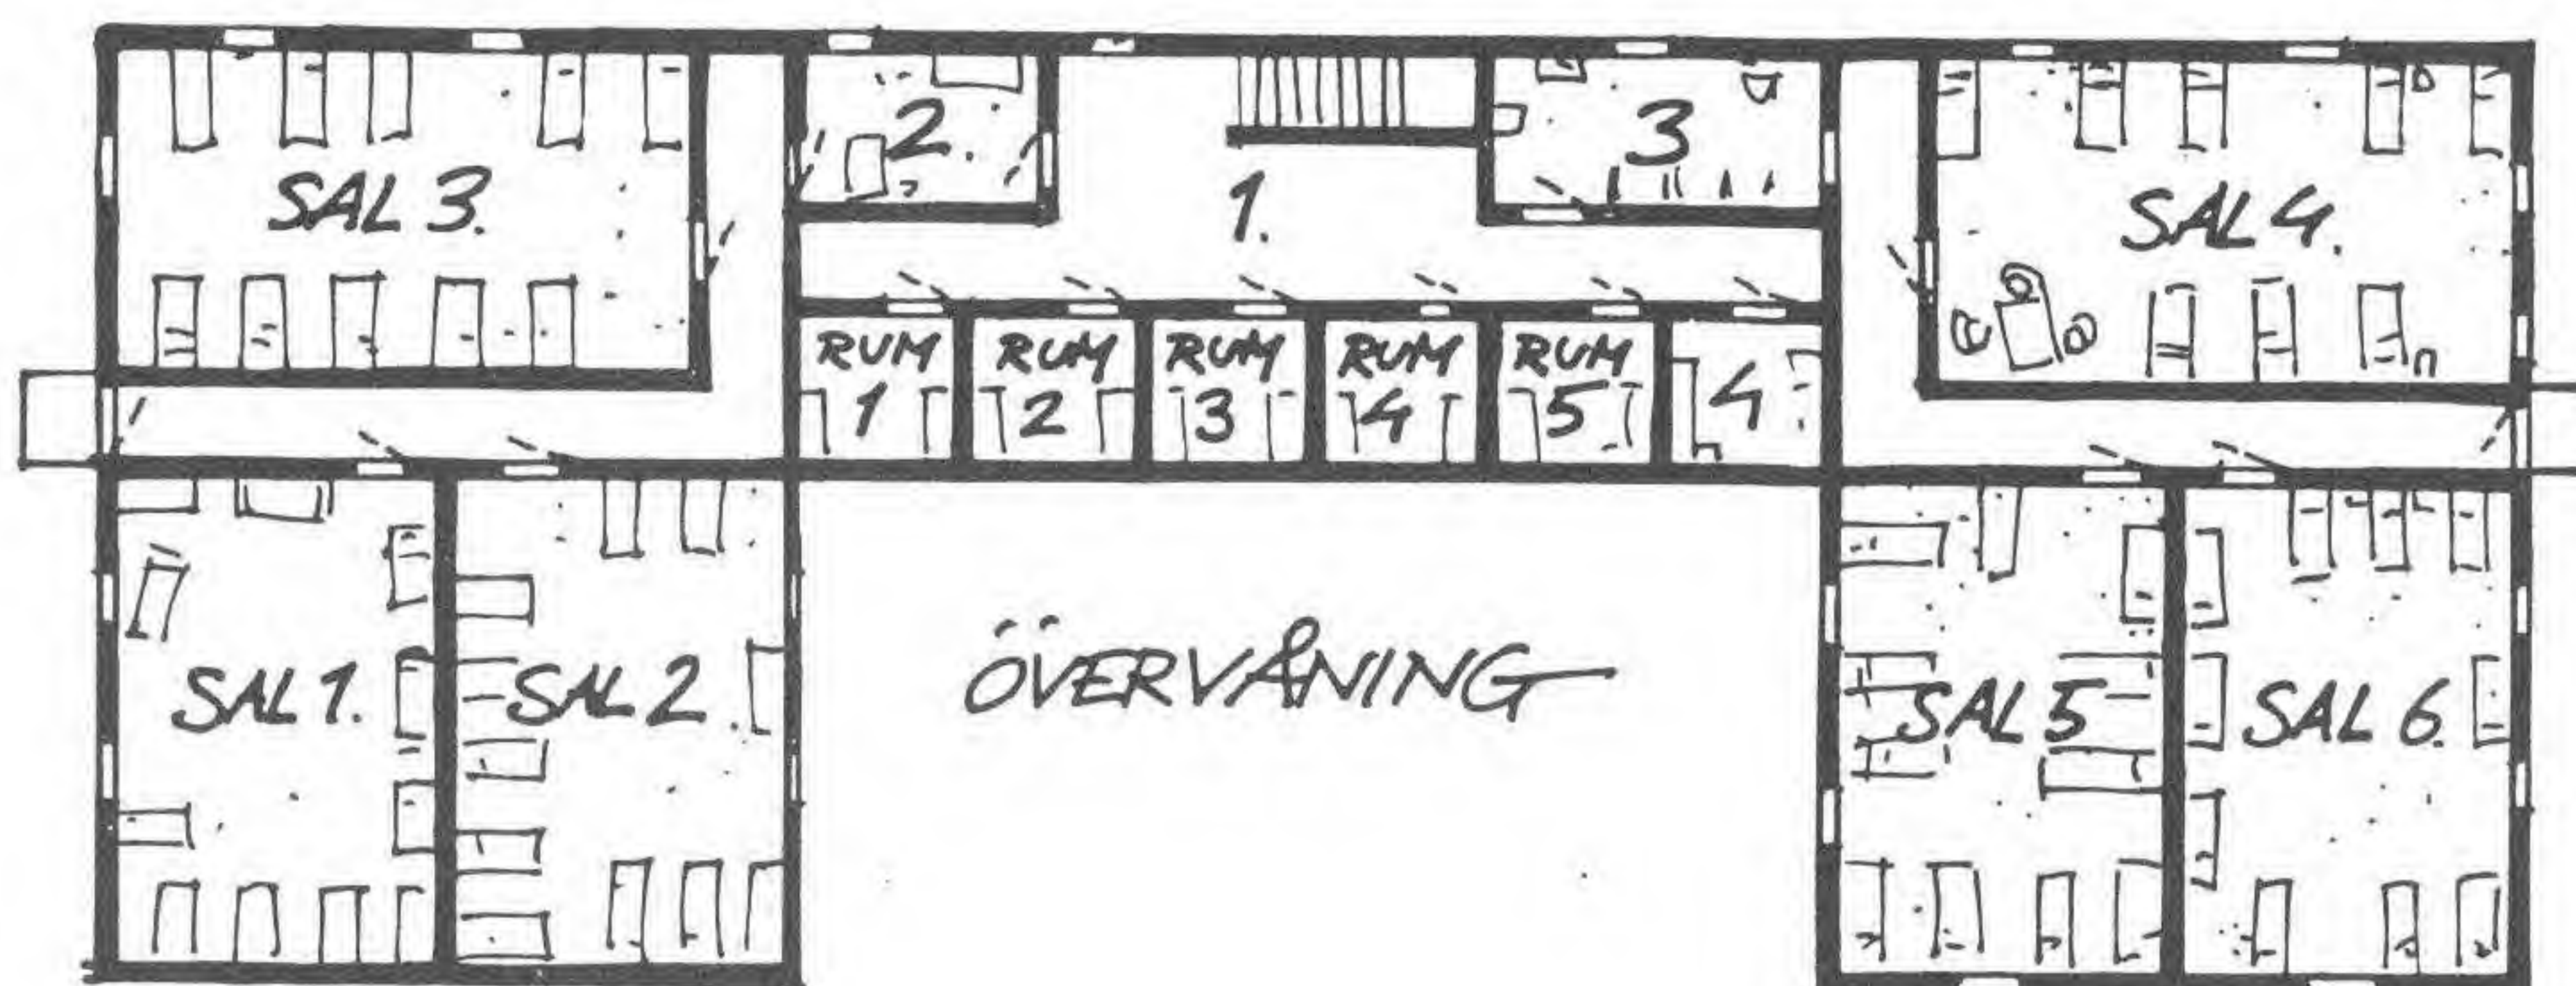 2.
3
SAL 3.
1.
SAL 4.
RUM
1
RUM
2
RUM
3
RUM
4
RUM
5
4
SAL 1.
SAL 2.
ÖVERVÅNING
SAL 5
SAL 6.